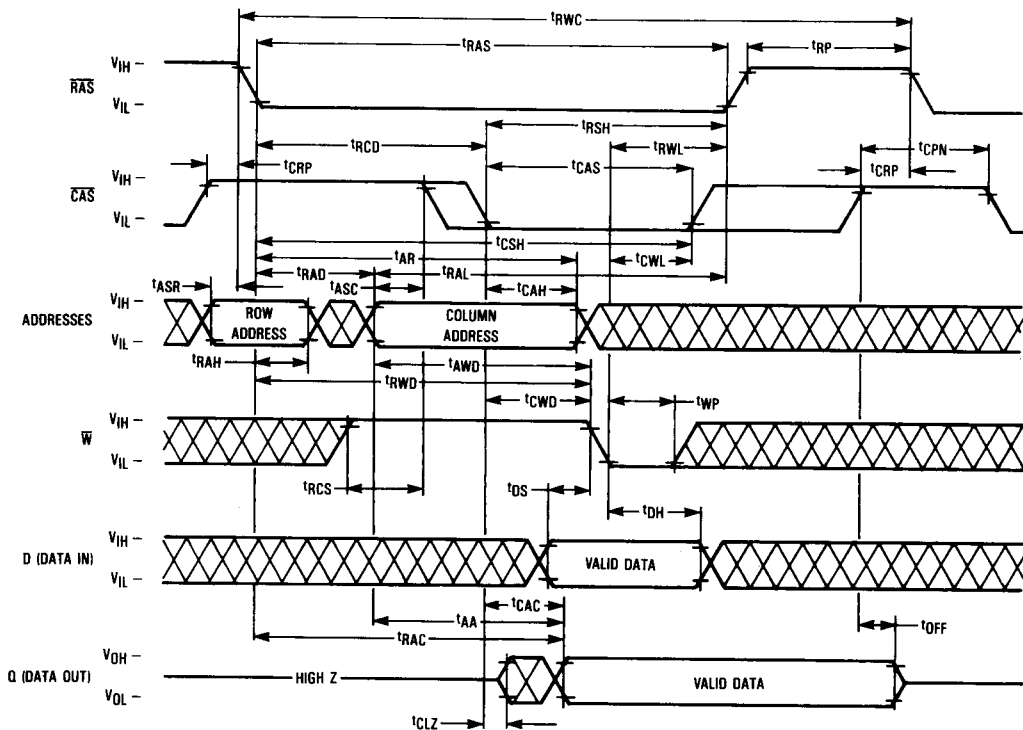 tRWC
tRAS
tRP
VIH
RAS
VIL
tRSH
tRCD
tRWL
tCPN
tCRP
tCAS
tCRP
VIH
CAS
VIL
tCSH
tAR
tCWL
tRAD
tRAL
tASR
tASC
tCAH
VIH
ADDRESSES
ROW ADDRESS
COLUMN ADDRESS
VIL
tRAH
tAWD
tRWD
tCWD
tWP
VIH
W
VIL
tRCS
tDS
tDH
VIH
D (DATA IN)
VALID DATA
VIL
tCAC
tAA
tOFF
tRAC
VOH
Q (DATA OUT)
HIGH Z
VALID DATA
VOL
tCLZ